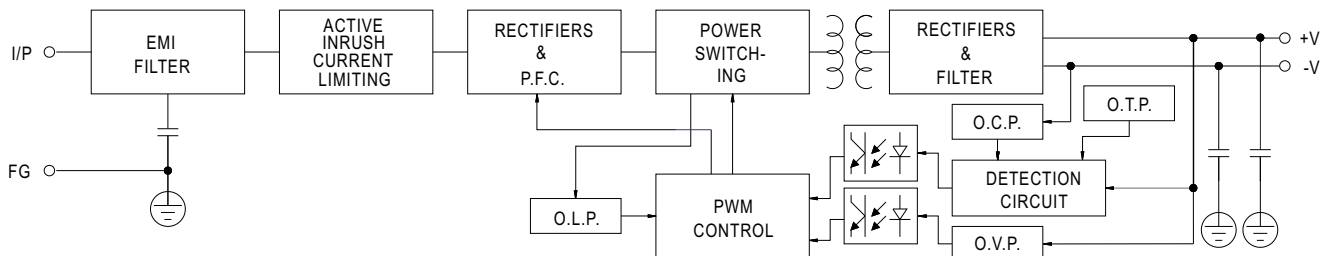 I/P
EMI
FILTER
ACTIVE
INRUSH
CURRENT
LIMITING
RECTIFIERS
&
P.F.C.
POWER
SWITCH-
ING
RECTIFIERS
&
FILTER
+V
-V
O.C.P.
O.T.P.
FG
DETECTION
CIRCUIT
O.L.P.
PWM
CONTROL
O.V.P.